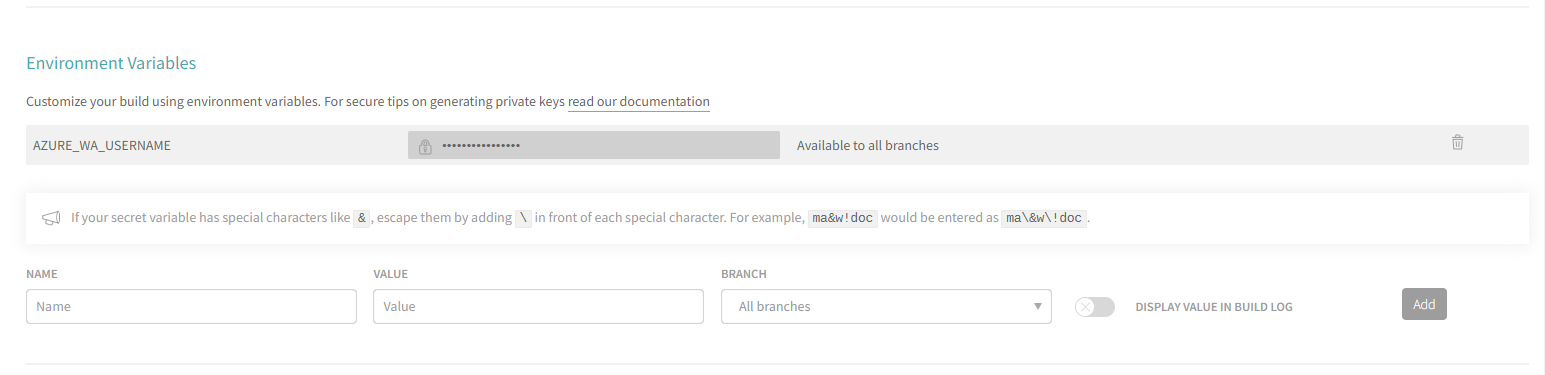 Environment Variables
Customize your build using environment variables. For secure tips on generating private keys read our documentation
AZURE_WA_USERNAME •••••••••••••••• Available to all branches
If your secret variable has special characters like & , escape them by adding \ in front of each special character. For example, ma&w!doc would be entered as ma\&w\!doc .
NAME VALUE BRANCH
Name Value All branches DISPLAY VALUE IN BUILD LOG Add